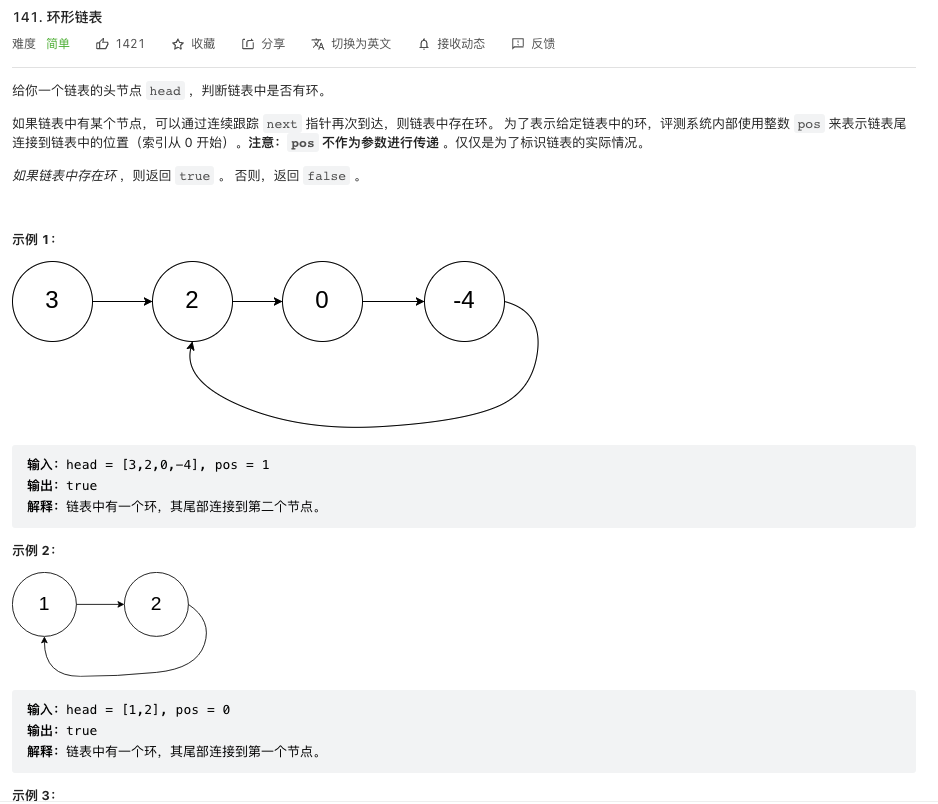 141. 环形链表
难度 简单 1421 收藏 分享 切换为英文 接收动态 反馈
给你一个链表的头节点 head ，判断链表中是否有环。
如果链表中有某个节点，可以通过连续跟踪 next 指针再次到达，则链表中存在环。 为了表示给定链表中的环，评测系统内部使用整数 pos 来表示链表尾
连接到链表中的位置（索引从 0 开始）。注意：pos 不作为参数进行传递 。仅仅是为了标识链表的实际情况。
如果链表中存在环 ，则返回 true 。 否则，返回 false 。
示例 1：
3 2 0 -4
输入：head = [3,2,0,-4], pos = 1
输出：true
解释：链表中有一个环，其尾部连接到第二个节点。
示例 2：
1 2
输入：head = [1,2], pos = 0
输出：true
解释：链表中有一个环，其尾部连接到第一个节点。
示例 3：